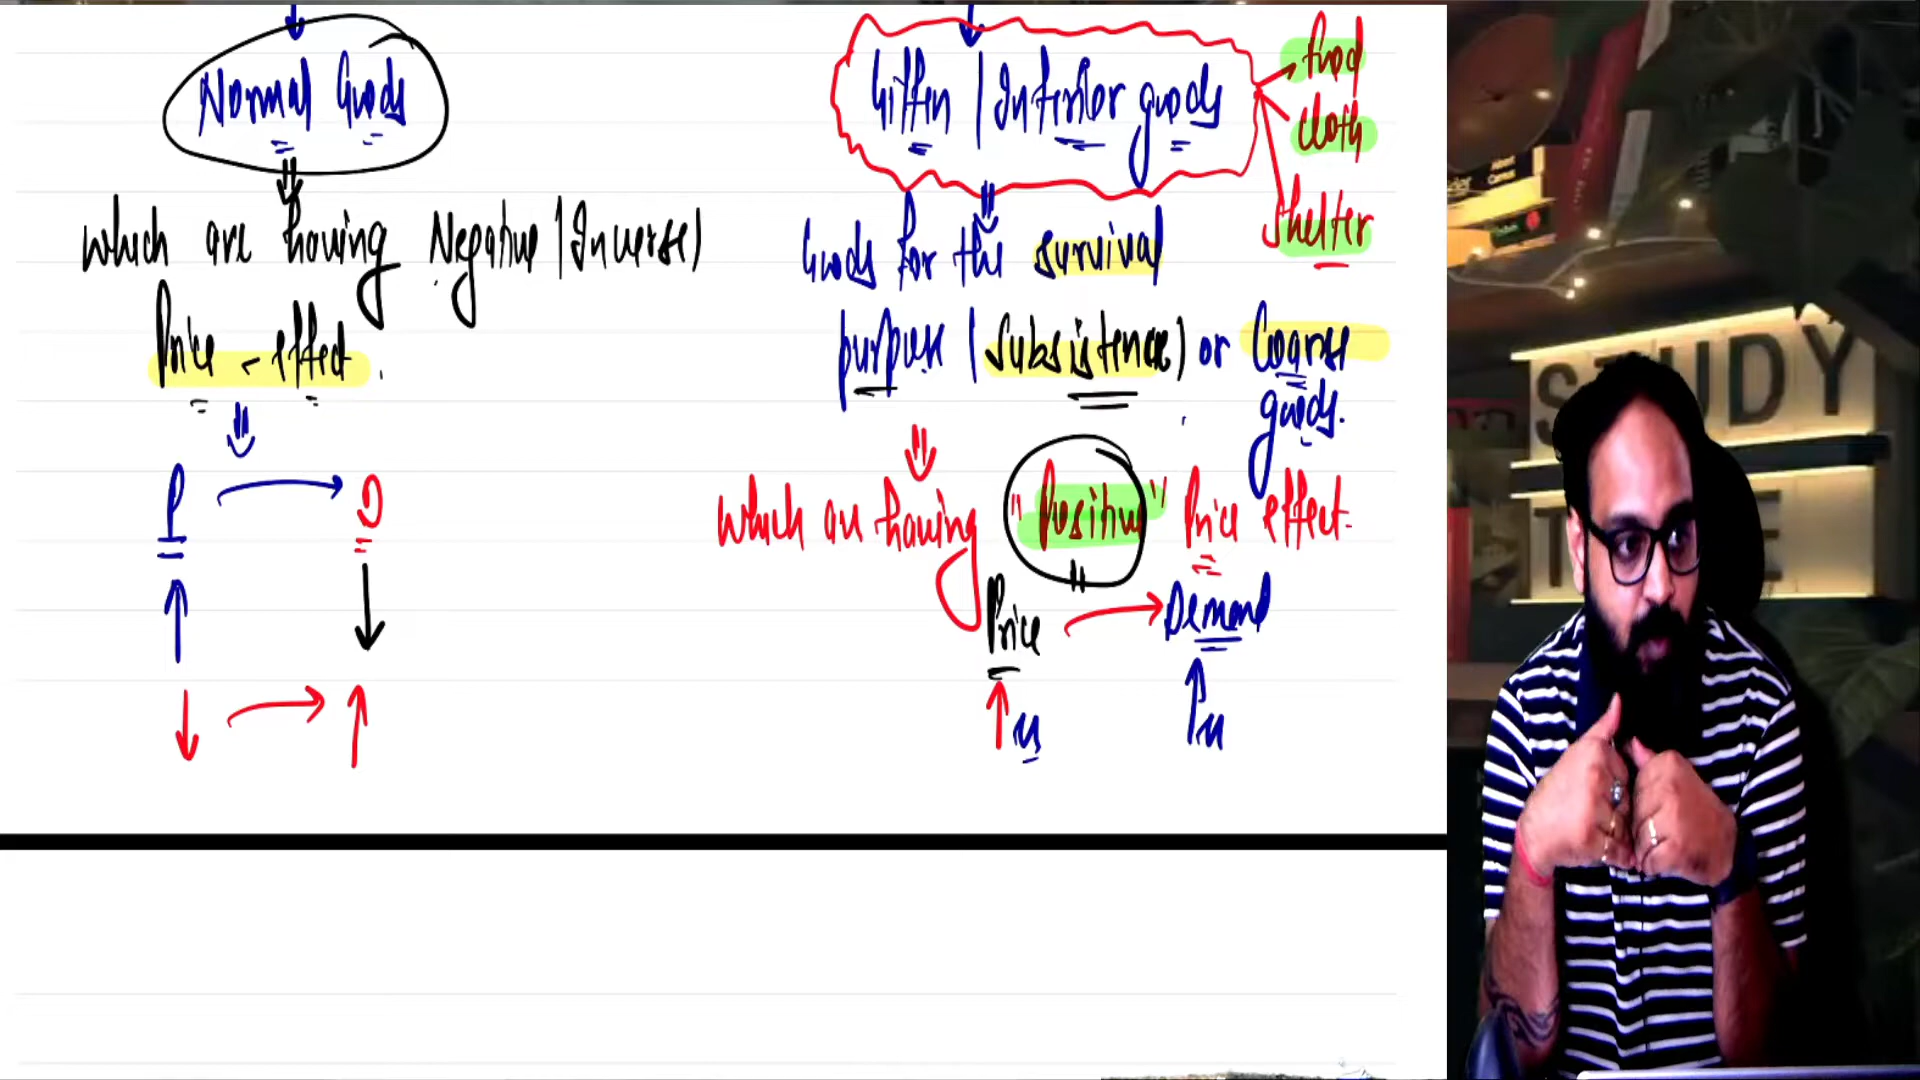 Normal Goods
which are having Negative (Inverse)
Price - effect.
P → D
Giffen / Inferior goods
food
cloth
shelter
Goods for the survival
purpose (subsistence) or Coarse
goods.
which are having "Positive" Price effect.
Price → Demand
STUDY